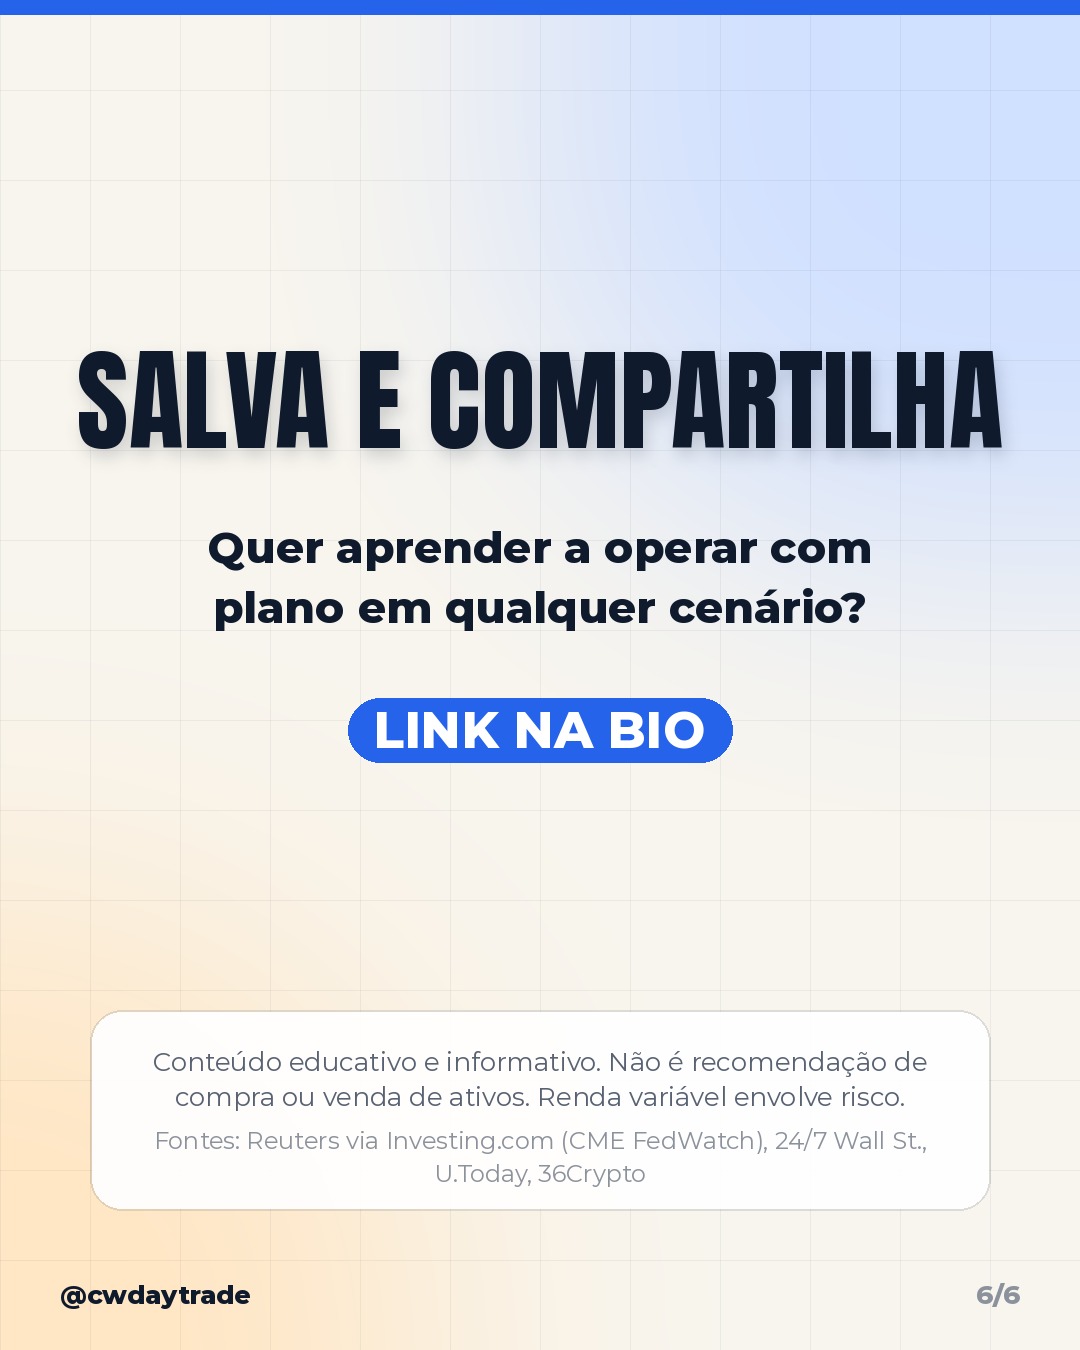 SALVA E COMPARTILHA
Quer aprender a operar com
plano em qualquer cenário?
LINK NA BIO
Conteúdo educativo e informativo. Não é recomendação de
compra ou venda de ativos. Renda variável envolve risco.
Fontes: Reuters via Investing.com (CME FedWatch), 24/7 Wall St.,
U.Today, 36Crypto
@cwdaytrade
6/6